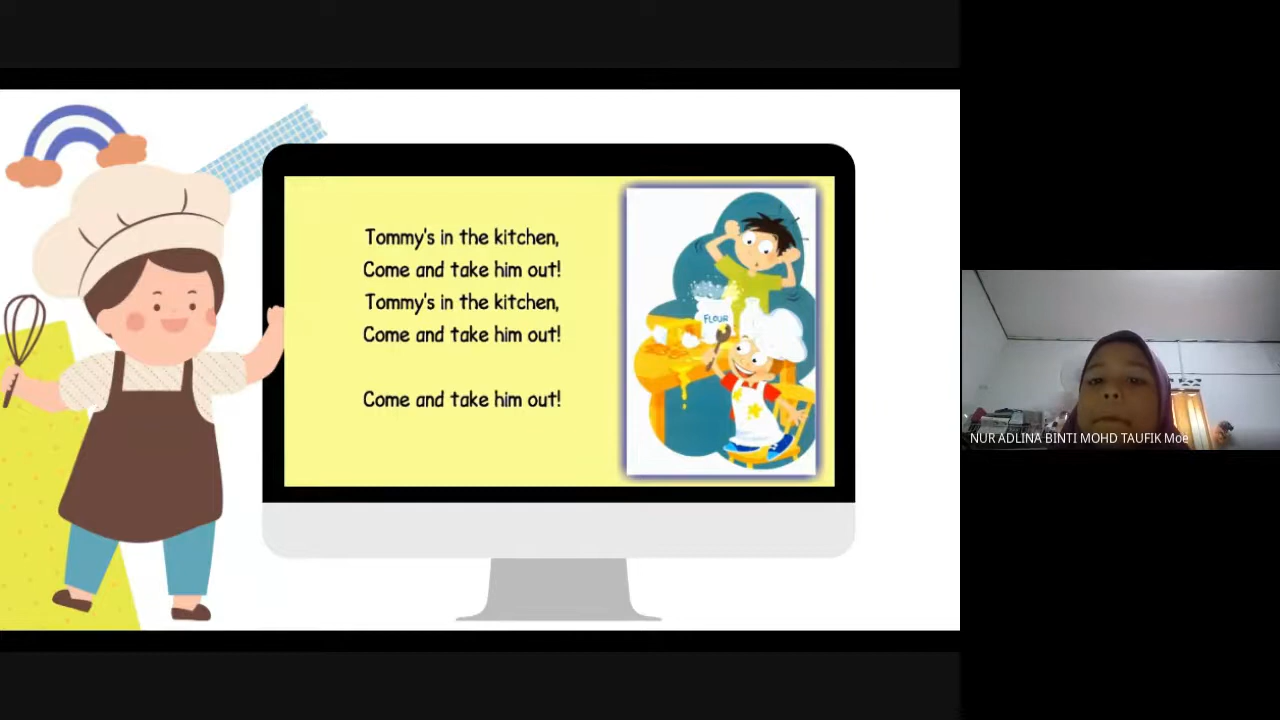 Tommy's in the kitchen,
Come and take him out!
Tommy's in the kitchen,
Come and take him out!
Come and take him out!
FLOUR
NUR ADLINA BINTI MOHD TAUFIK Moe